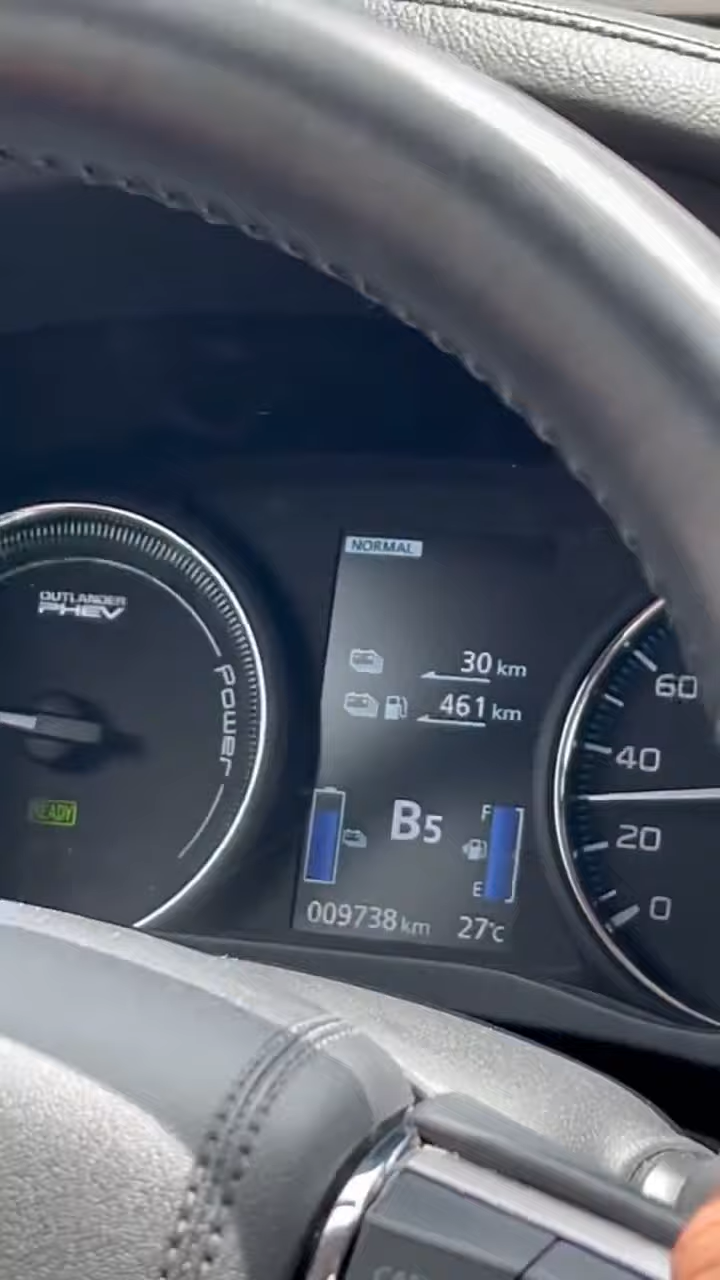 NORMAL
OUTLANDER
PHEV
Power
READY
30 km
461 km
60
40
20
0
B5
F
E
009738 km
27°C